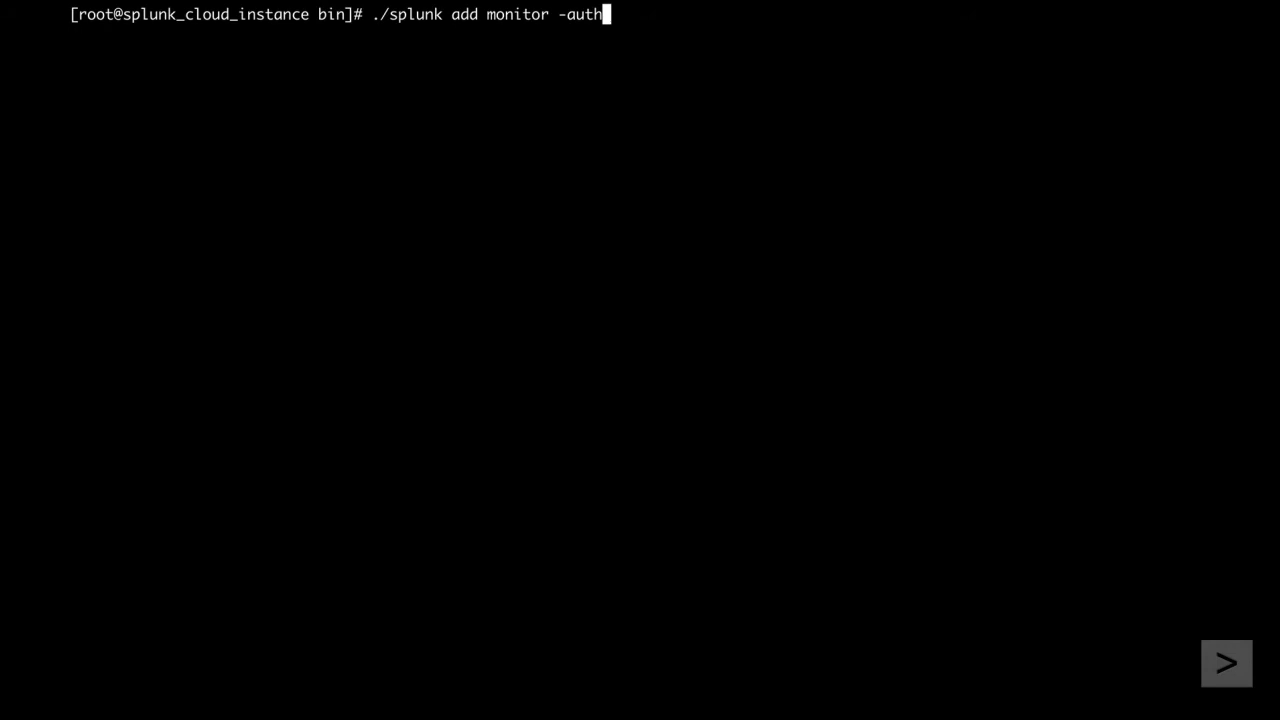 [root@splunk_cloud_instance bin]# ./splunk add monitor -auth
>